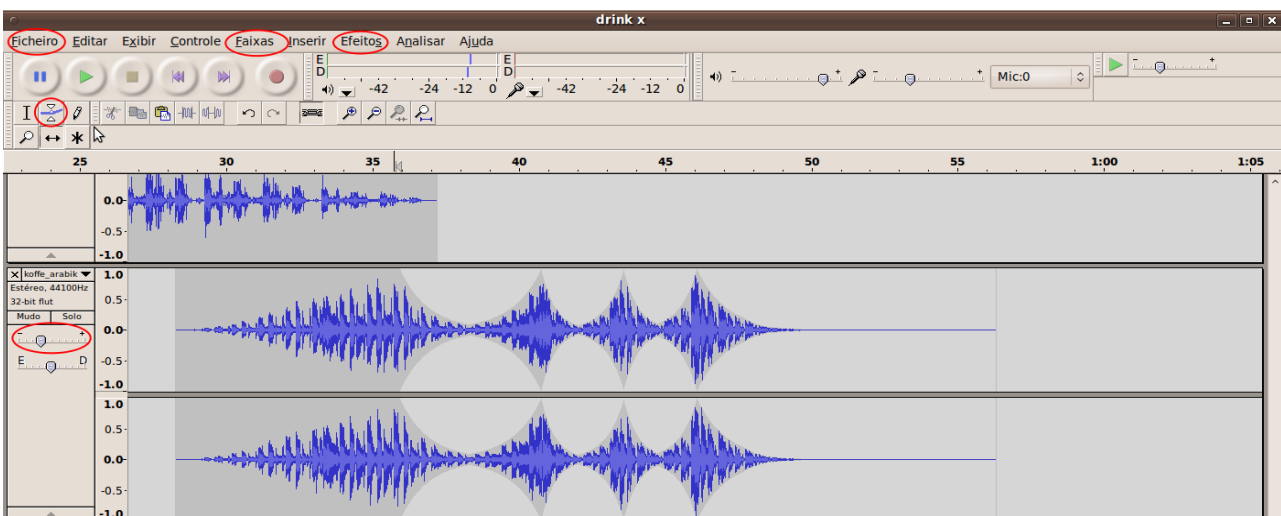 drink x
Ficheiro Editar Exibir Controle Faixas Inserir Efeitos Analisar Ajuda
E
D
-42 -24 -12 0
E
D
-42 -24 -12 0
- +
- +
Mic:0
- +
25 30 35 40 45 50 55 1:00 1:05
0.0
-0.5
-1.0
koffe_arabik
Estéreo, 44100Hz
32-bit flut
Mudo Solo
- +
E D
1.0
0.5
0.0
-0.5
-1.0
1.0
0.5
0.0
-0.5
-1.0